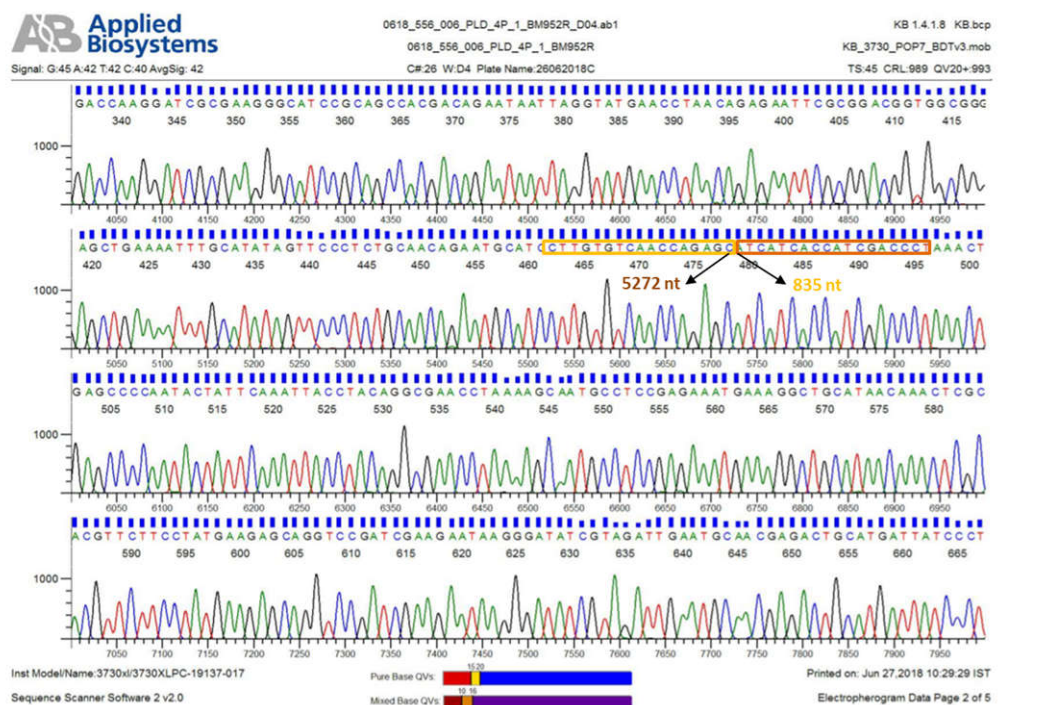 AB Applied Biosystems
0618_556_006_PLD_4P_1_BM952R_D04.ab1
KB 1.4.1.8 KB.bcp
0618_556_006_PLD_4P_1_BM952R
KB_3730_POP7_BDTv3.mob
Signal: G:45 A:42 T:42 C:40 AvgSig: 42
C#:26 W:D4 Plate Name:26062018C
TS:45 CRL:989 QV20+:993
GACCAAGGATCGCGAAGGGCATCCGCAGCCACGACAGAATAATTAGGTATGAACCTAACAGAGAATTCGCGGACGGTGGCGGG
340 345 350 355 360 365 370 375 380 385 390 395 400 405 410 415
1000
4050 4100 4150 4200 4250 4300 4350 4400 4450 4500 4550 4600 4650 4700 4750 4800 4850 4900 4950
AGCTGAAAATTTGCATATAGTTCCCTCTGCAACAGAATGCATCCTTGTGTCAACCAGAGCATCATCACCATCGACCCTAAACT
420 425 430 435 440 445 450 455 460 465 470 475 480 485 490 495 500
5272 nt 835 nt
1000
5050 5100 5150 5200 5250 5300 5350 5400 5450 5500 5550 5600 5650 5700 5750 5800 5850 5900 5950
GAGCCCCCAATACTATTCAAATTACCTACAGGCGAACCTAAAAGCAATGCCTCCGAGAAATGAAAGGCTGCATAACAAACTCGC
505 510 515 520 525 530 535 540 545 550 555 560 565 570 575 580
1000
6050 6100 6150 6200 6250 6300 6350 6400 6450 6500 6550 6600 6650 6700 6750 6800 6850 6900 6950
ACGTTCTTCCTATGAAGAGCAGGTCCGATCGAAGAATAAGGGATATCGTAGATTGAATGCAACGAGACTGCATGATTATCCCT
590 595 600 605 610 615 620 625 630 635 640 645 650 655 660 665
1000
7050 7100 7150 7200 7250 7300 7350 7400 7450 7500 7550 7600 7650 7700 7750 7800 7850 7900 7950
Inst Model/Name:3730xl/3730XLPC-19137-017
Pure Base QVs: 15 20
Printed on: Jun 27,2018 10:29:29 IST
Sequence Scanner Software 2 v2.0
Mixed Base QVs: 10 16
Electropherogram Data Page 2 of 5